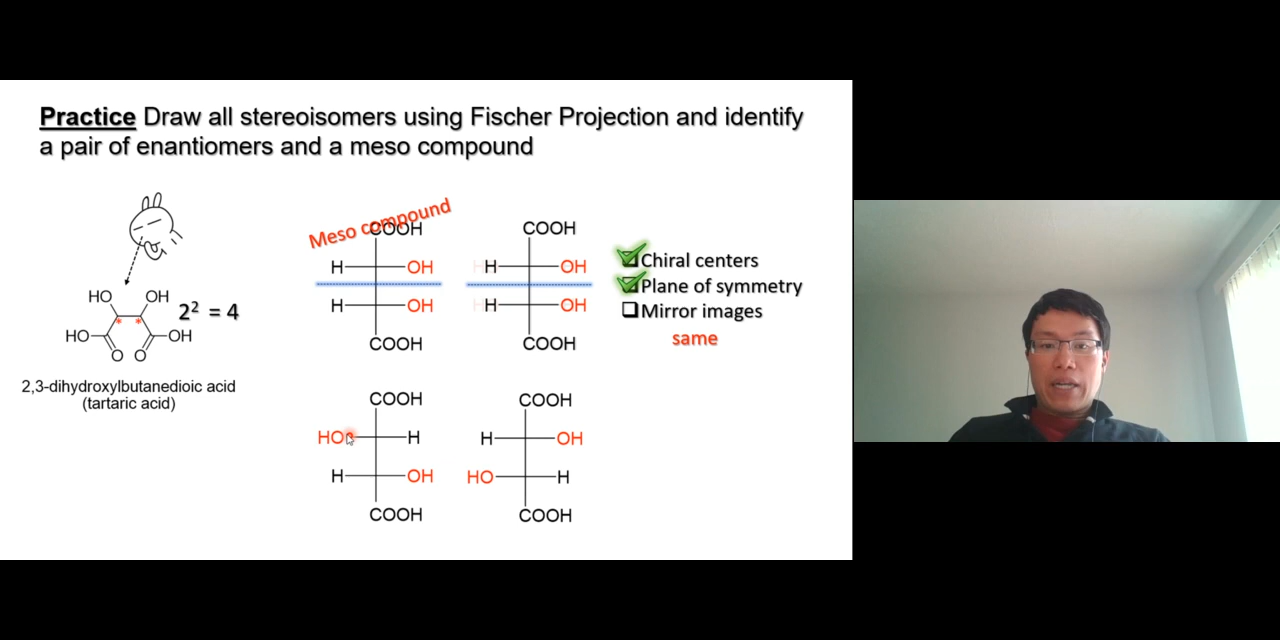 Practice Draw all stereoisomers using Fischer Projection and identify
a pair of enantiomers and a meso compound
HO OH
HO OH
O O
* *
2² = 4
2,3-dihydroxylbutanedioic acid
(tartaric acid)
Meso compound
COOH
H OH
H OH
COOH
COOH
H OH
H OH
COOH
Chiral centers
Plane of symmetry
Mirror images
same
COOH
HO H
H OH
COOH
COOH
H OH
HO H
COOH